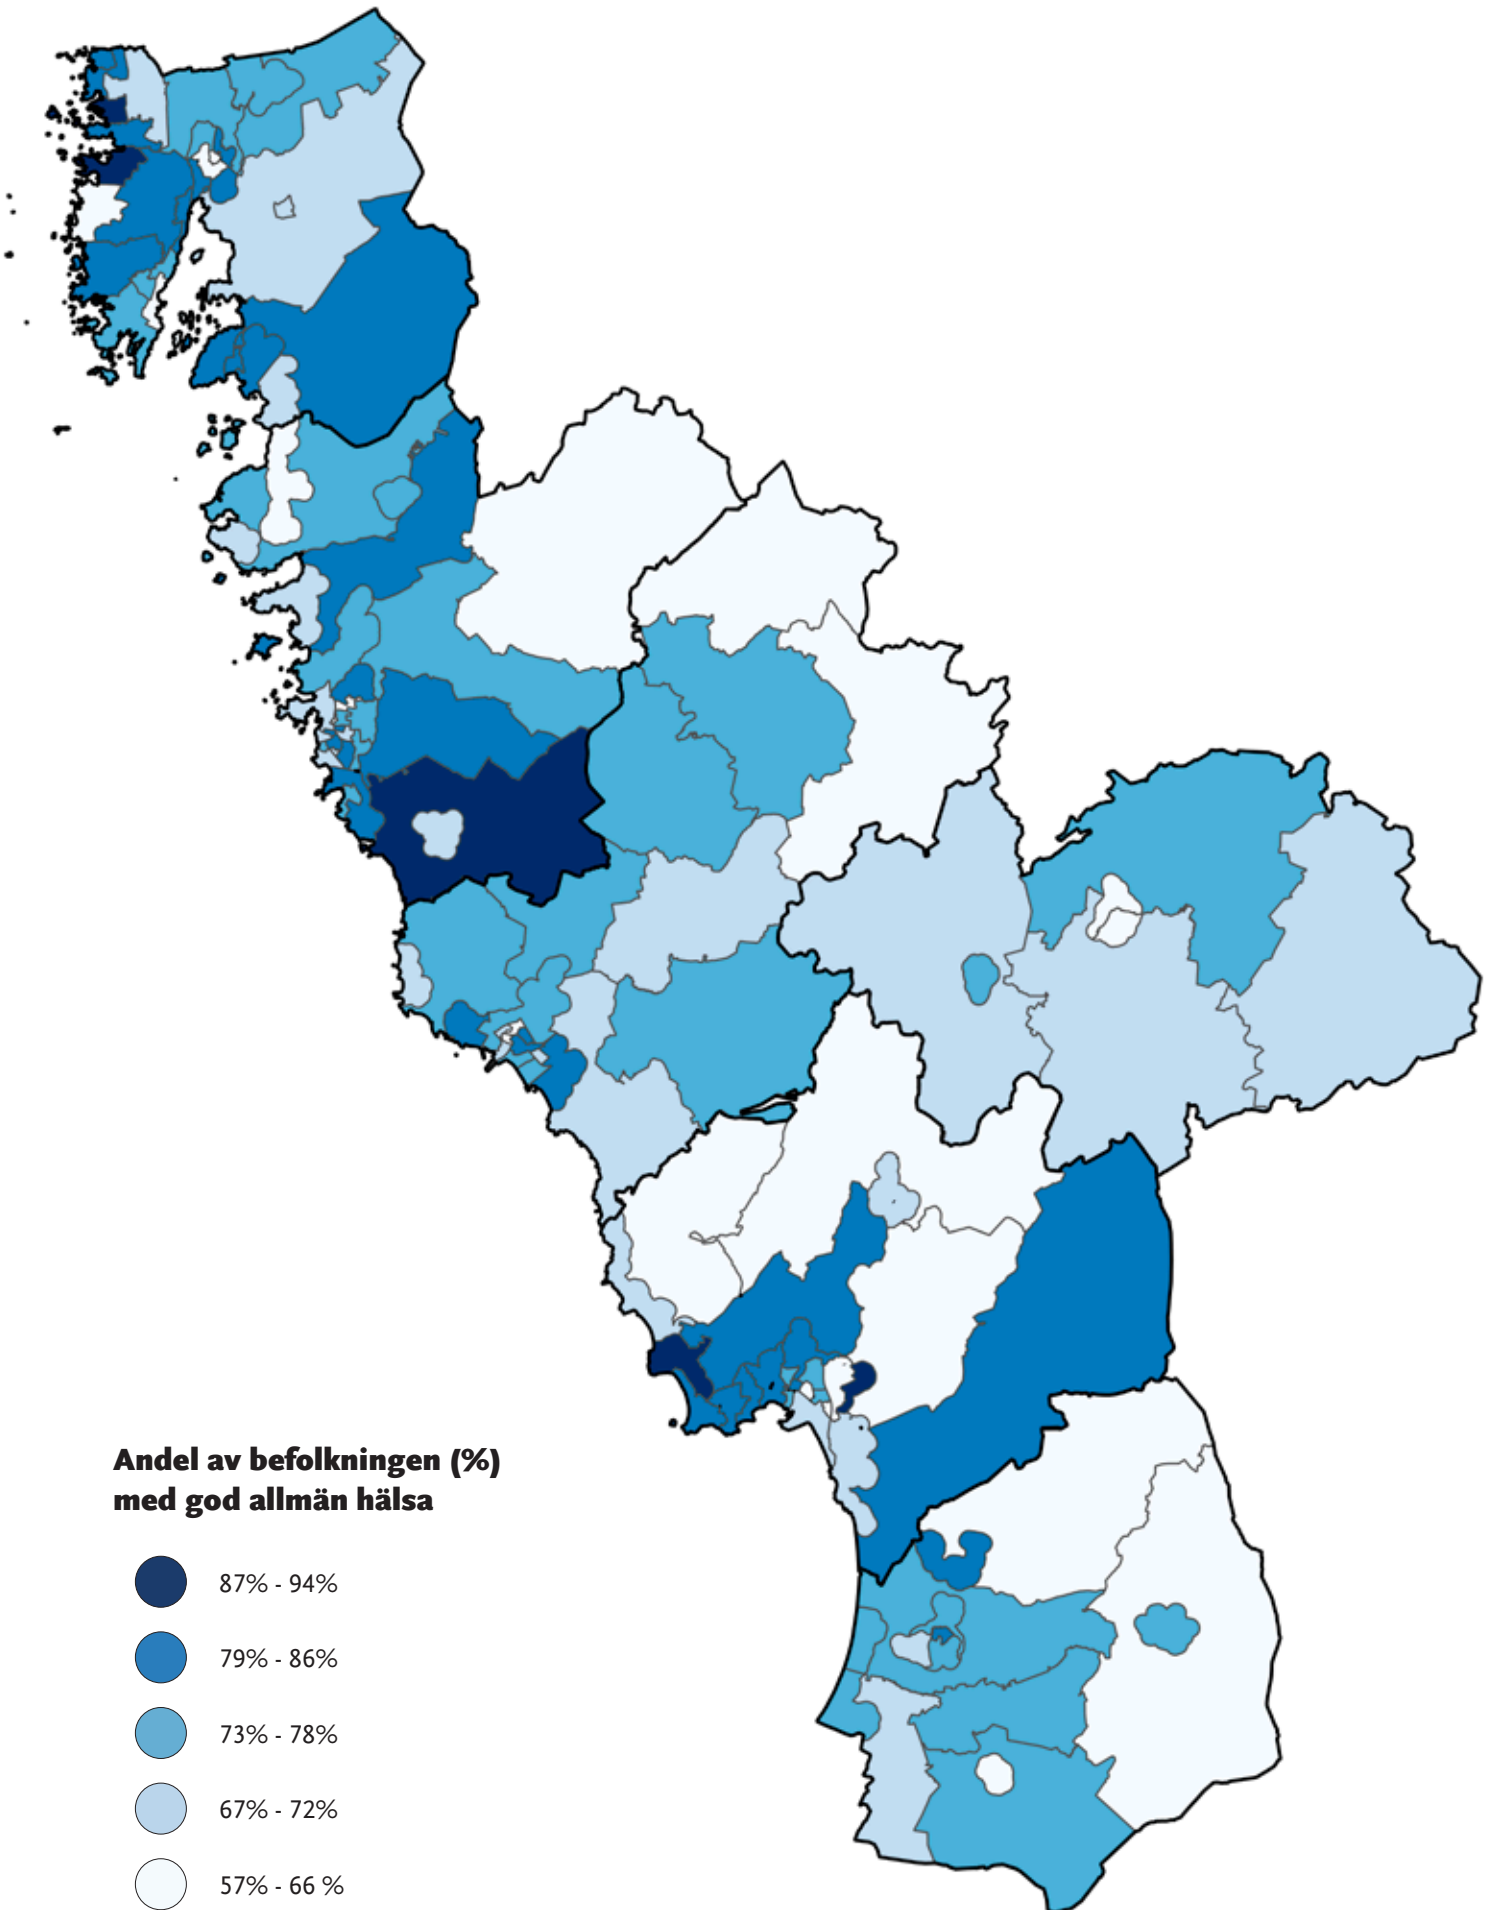 Andel av befolkningen (%)
med god allmän hälsa
87% - 94%
79% - 86%
73% - 78%
67% - 72%
57% - 66 %